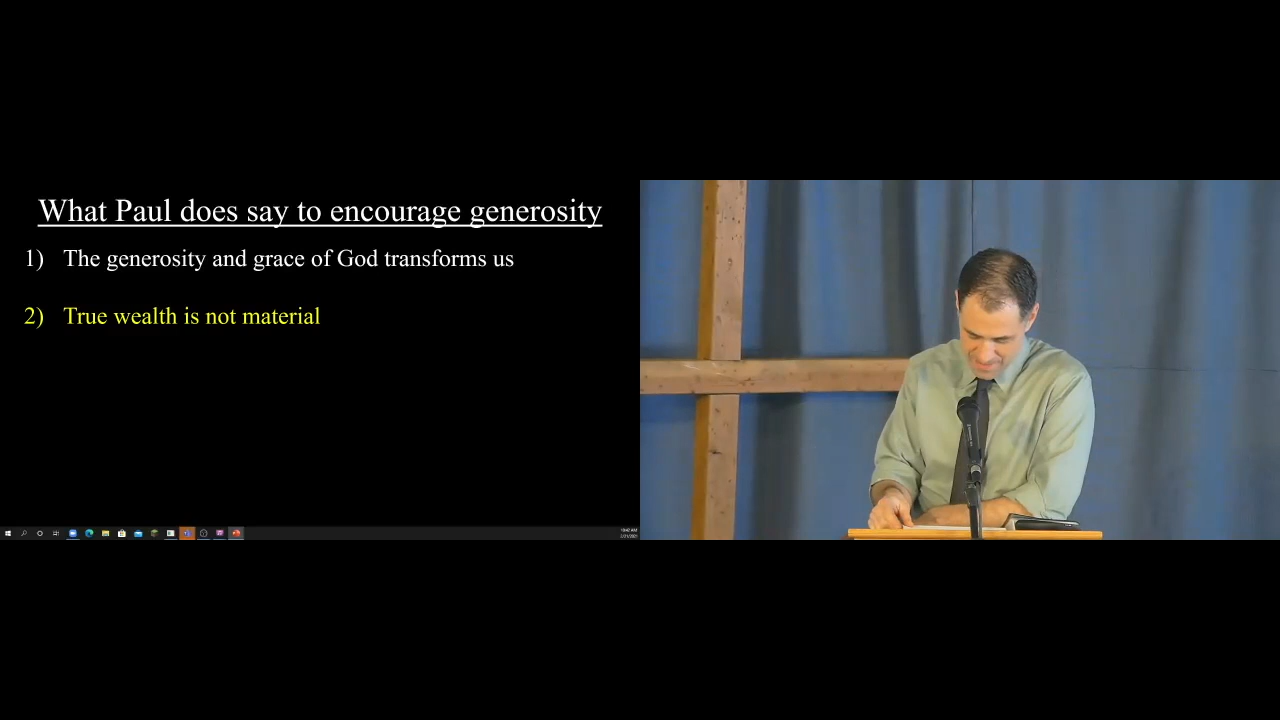 What Paul does say to encourage generosity
1) The generosity and grace of God transforms us
2) True wealth is not material